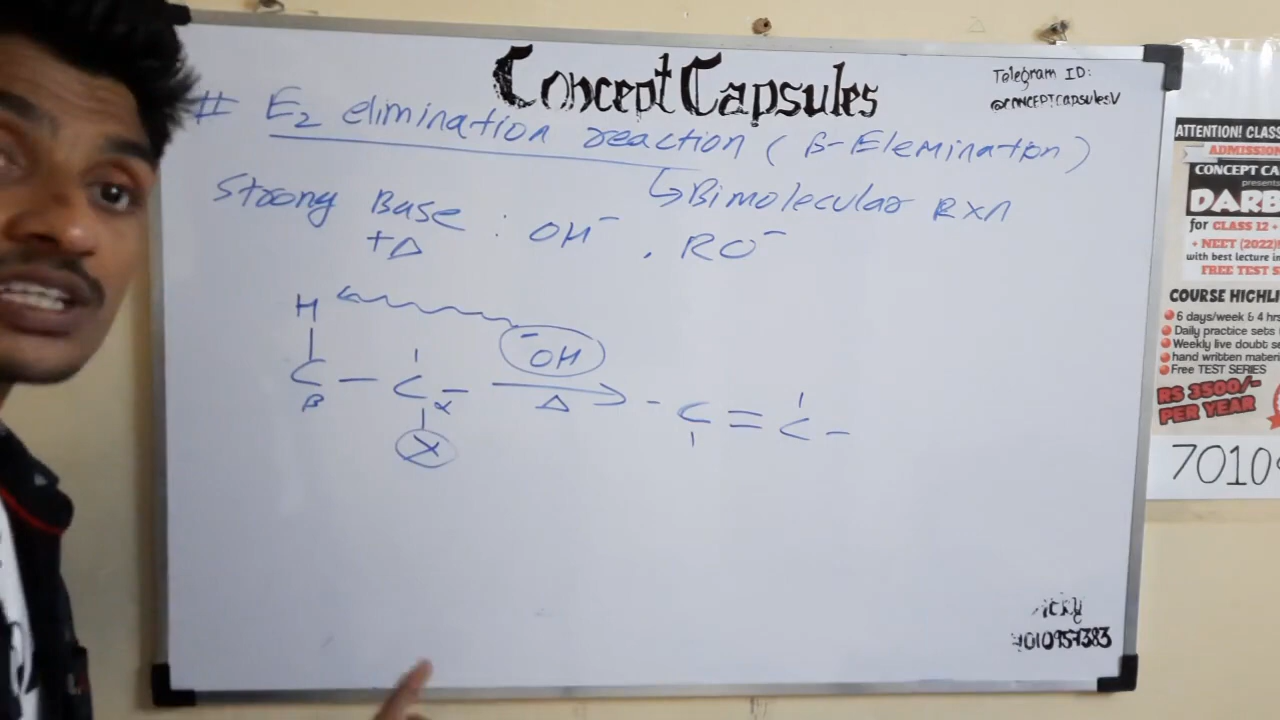 Concept Capsules
Telegram ID:
@CONCEPTCapsulesV
# E2 elimination reaction (β-Elemination)
↳Bimolecular RXn
Strong Base : OH⁻ , RO⁻
+Δ
H
⁻OH
C - C - → - C = C -
β α Δ
X
7010957383
ATTENTION! CLASS
ADMISSION
CONCEPT CA
presents
DARB
for CLASS 12 +
+ NEET (2022)
with best lecture in
FREE TEST S
COURSE HIGHLI
6 days/week & 4 hrs
Daily practice sets
Weekly live doubt se
hand written materi
Free TEST SERIES
RS 3500/-
PER YEAR
7010